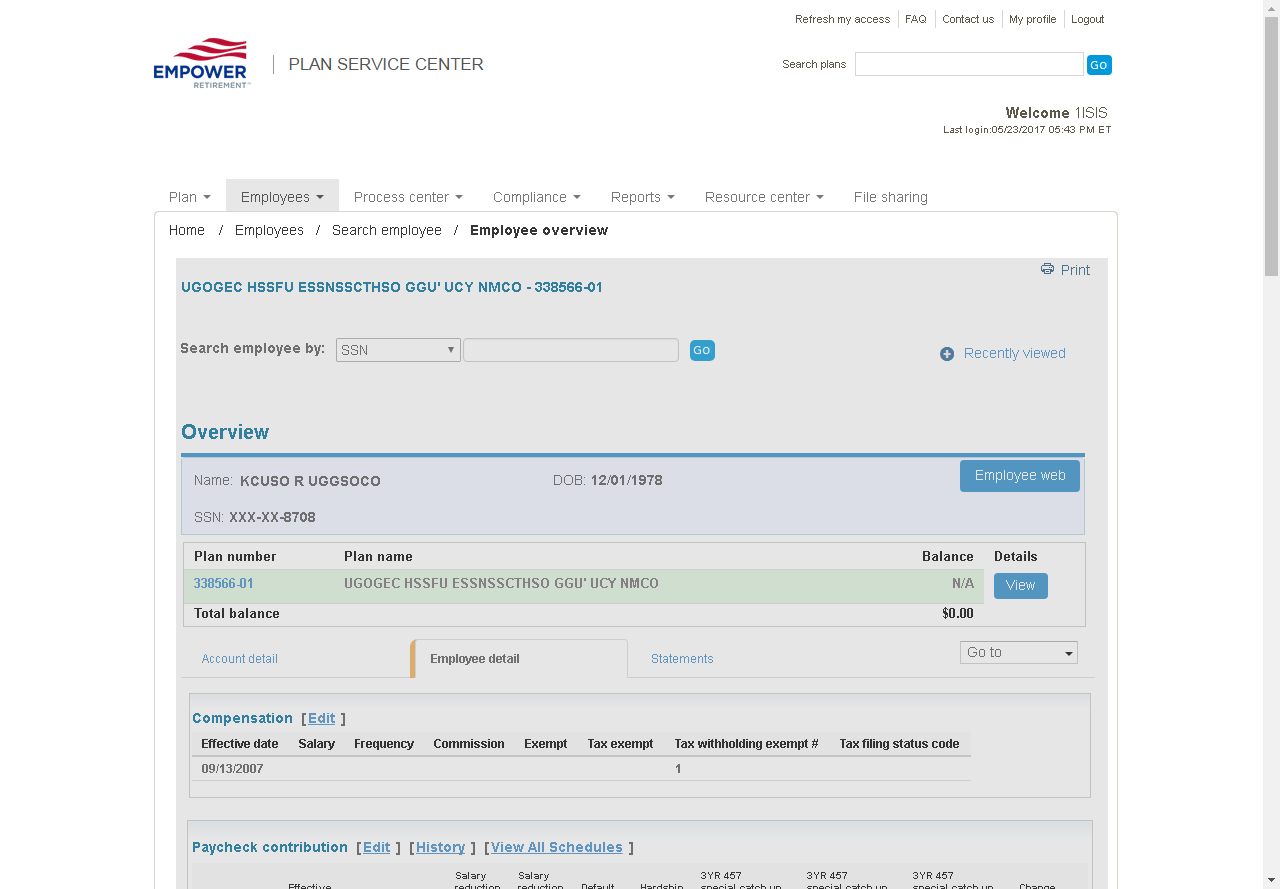 Refresh my access FAQ Contact us My profile Logout
EMPOWER
RETIREMENT
PLAN SERVICE CENTER
Search plans Go
Welcome 1ISIS
Last login:05/23/2017 05:43 PM ET
Plan Employees Process center Compliance Reports Resource center File sharing
Home / Employees / Search employee / Employee overview
Print
UGOGEC HSSFU ESSNSSCTHSO GGU' UCY NMCO - 338566-01
Search employee by: SSN Go
Recently viewed
Overview
Name: KCUSO R UGGSOCO DOB: 12/01/1978 Employee web
SSN: XXX-XX-8708
Plan number Plan name Balance Details
338566-01 UGOGEC HSSFU ESSNSSCTHSO GGU' UCY NMCO N/A View
Total balance $0.00
Account detail Employee detail Statements Go to
Compensation [Edit ]
Effective date Salary Frequency Commission Exempt Tax exempt Tax withholding exempt # Tax filing status code
09/13/2007 1
Paycheck contribution [Edit ] [History ] [View All Schedules ]
Salary Salary 3YR 457 3YR 457 3YR 457
Effective reduction reduction Default Hardship special catch up special catch up special catch up Change